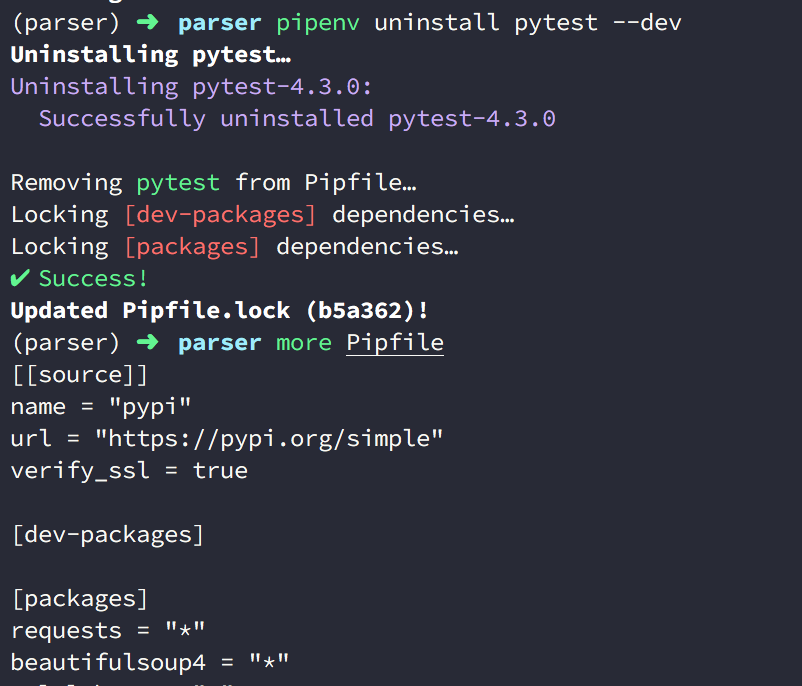 (parser) ➜ parser pipenv uninstall pytest --dev
Uninstalling pytest…
Uninstalling pytest-4.3.0:
  Successfully uninstalled pytest-4.3.0

Removing pytest from Pipfile…
Locking [dev-packages] dependencies…
Locking [packages] dependencies…
✔ Success!
Updated Pipfile.lock (b5a362)!
(parser) ➜ parser more Pipfile
[[source]]
name = "pypi"
url = "https://pypi.org/simple"
verify_ssl = true

[dev-packages]

[packages]
requests = "*"
beautifulsoup4 = "*"